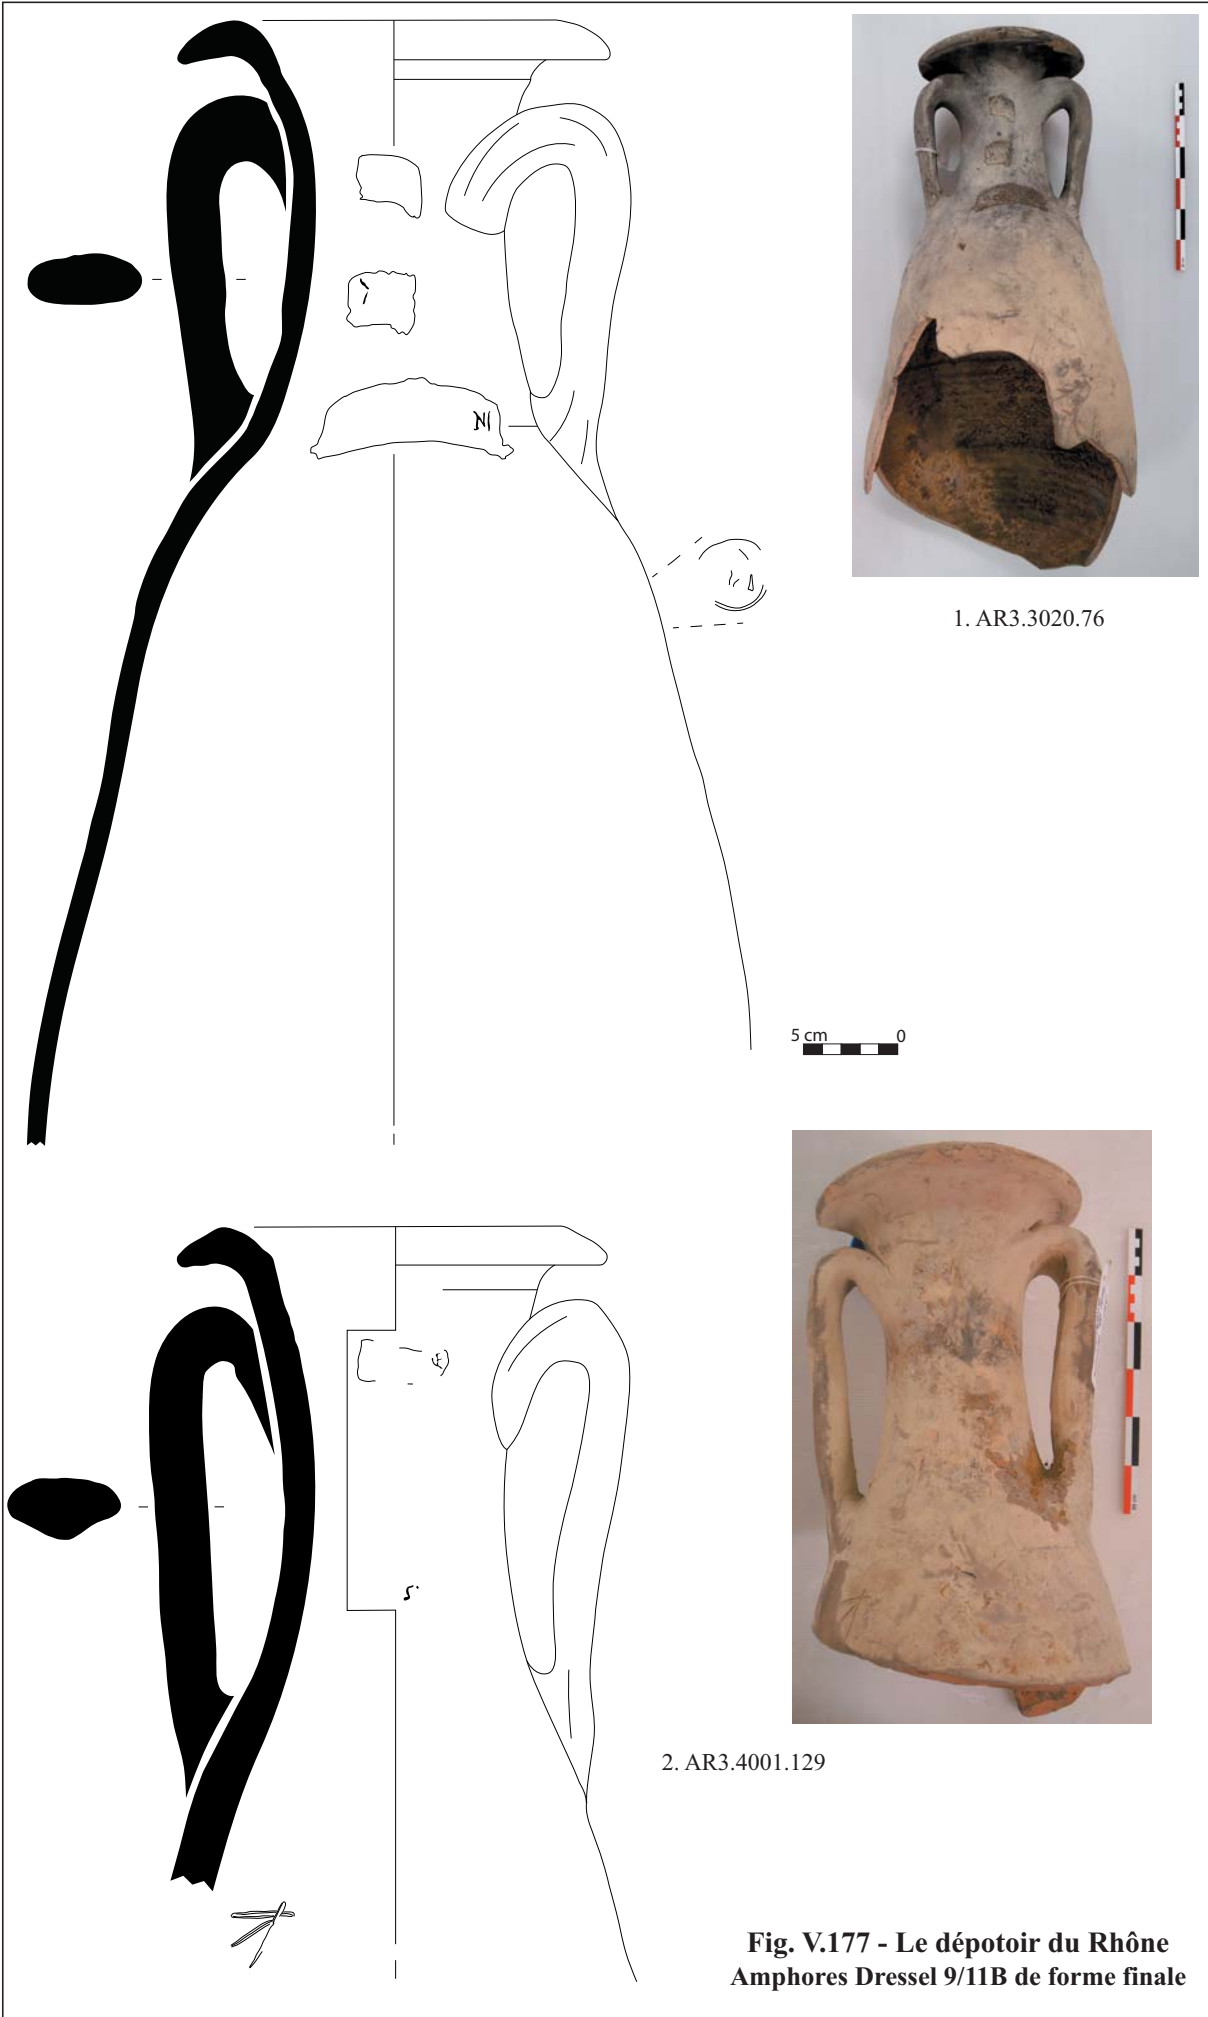 1. AR3.3020.76
5 cm 0
2. AR3.4001.129
Fig. V.177 - Le dépotoir du Rhône
Amphores Dressel 9/11B de forme finale